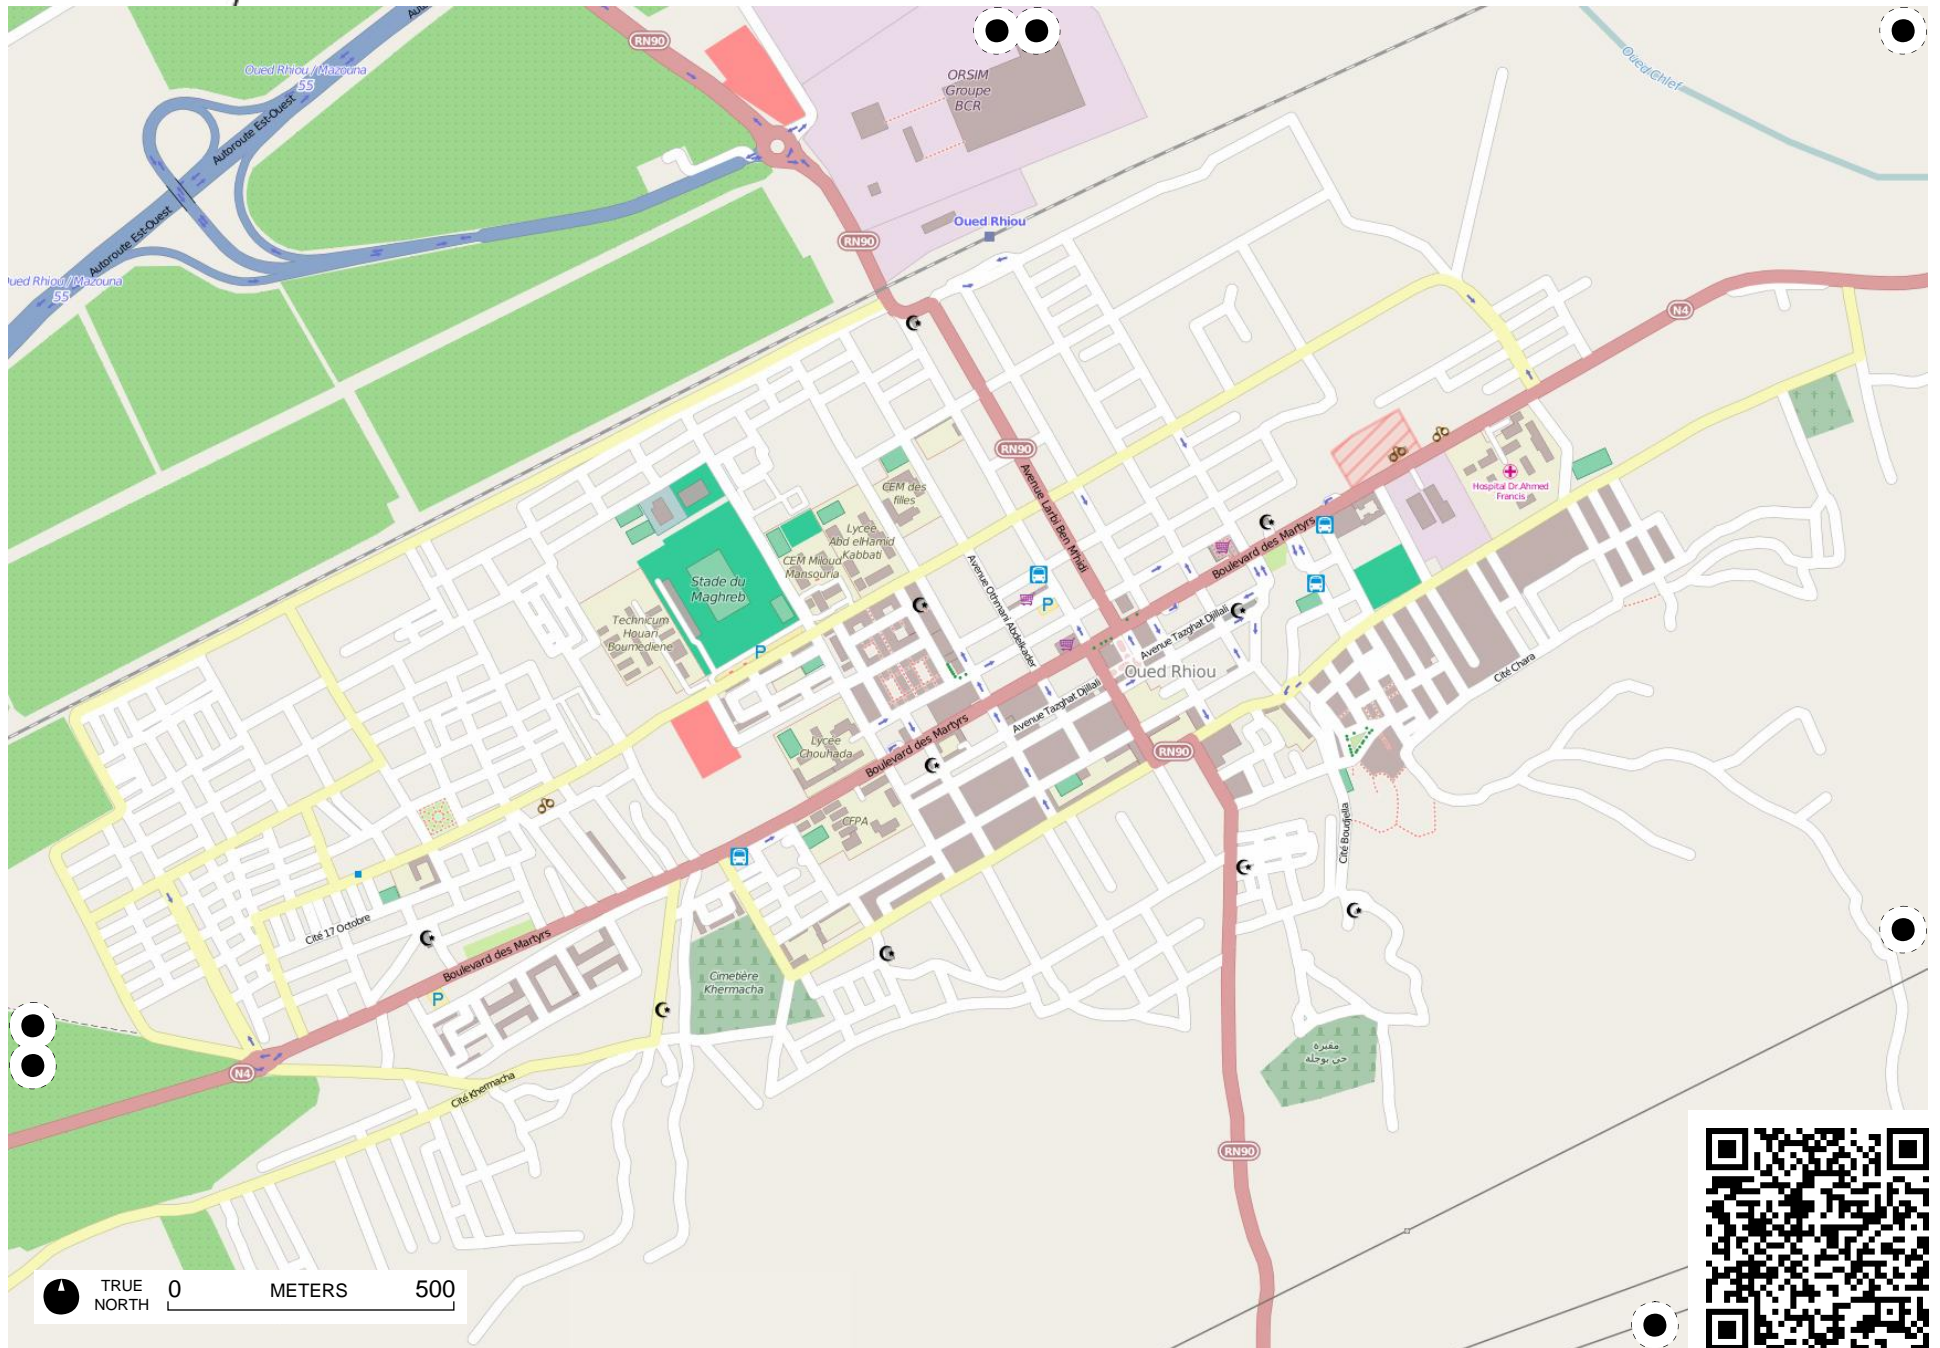 RN90
Oued Rhiou / Mazouna
55
Autoroute Est-Ouest
ORSIM
Groupe
BCR
Oued Chlef
Autoroute Est-Ouest
Oued Rhiou
RN90
55
N4
RN90
Avenue Larbi Ben M'hidi
CEM des
filles
Lycée
Abd elHamid
Kabbati
CEM Miloud
Mansouria
Hospital Dr.Ahmed
Francis
Boulevard des Martyrs
Stade du
Maghreb
Avenue Othmani Abdelkader
P
Technicum
Houari
Boumediene
P
Avenue Tazghat Djillali
Oued Rhiou
Cité Chara
Avenue Tazghat Djillali
Boulevard des Martyrs
Lycée
Chouhada
RN90
CFPA
Cité Boudjella
Cité 17 Octobre
Boulevard des Martyrs
P
Cimetière
Khermacha
مقبرة
حي بوجلة
N4
Cité Khermacha
RN90
TRUE
NORTH
0 METERS 500